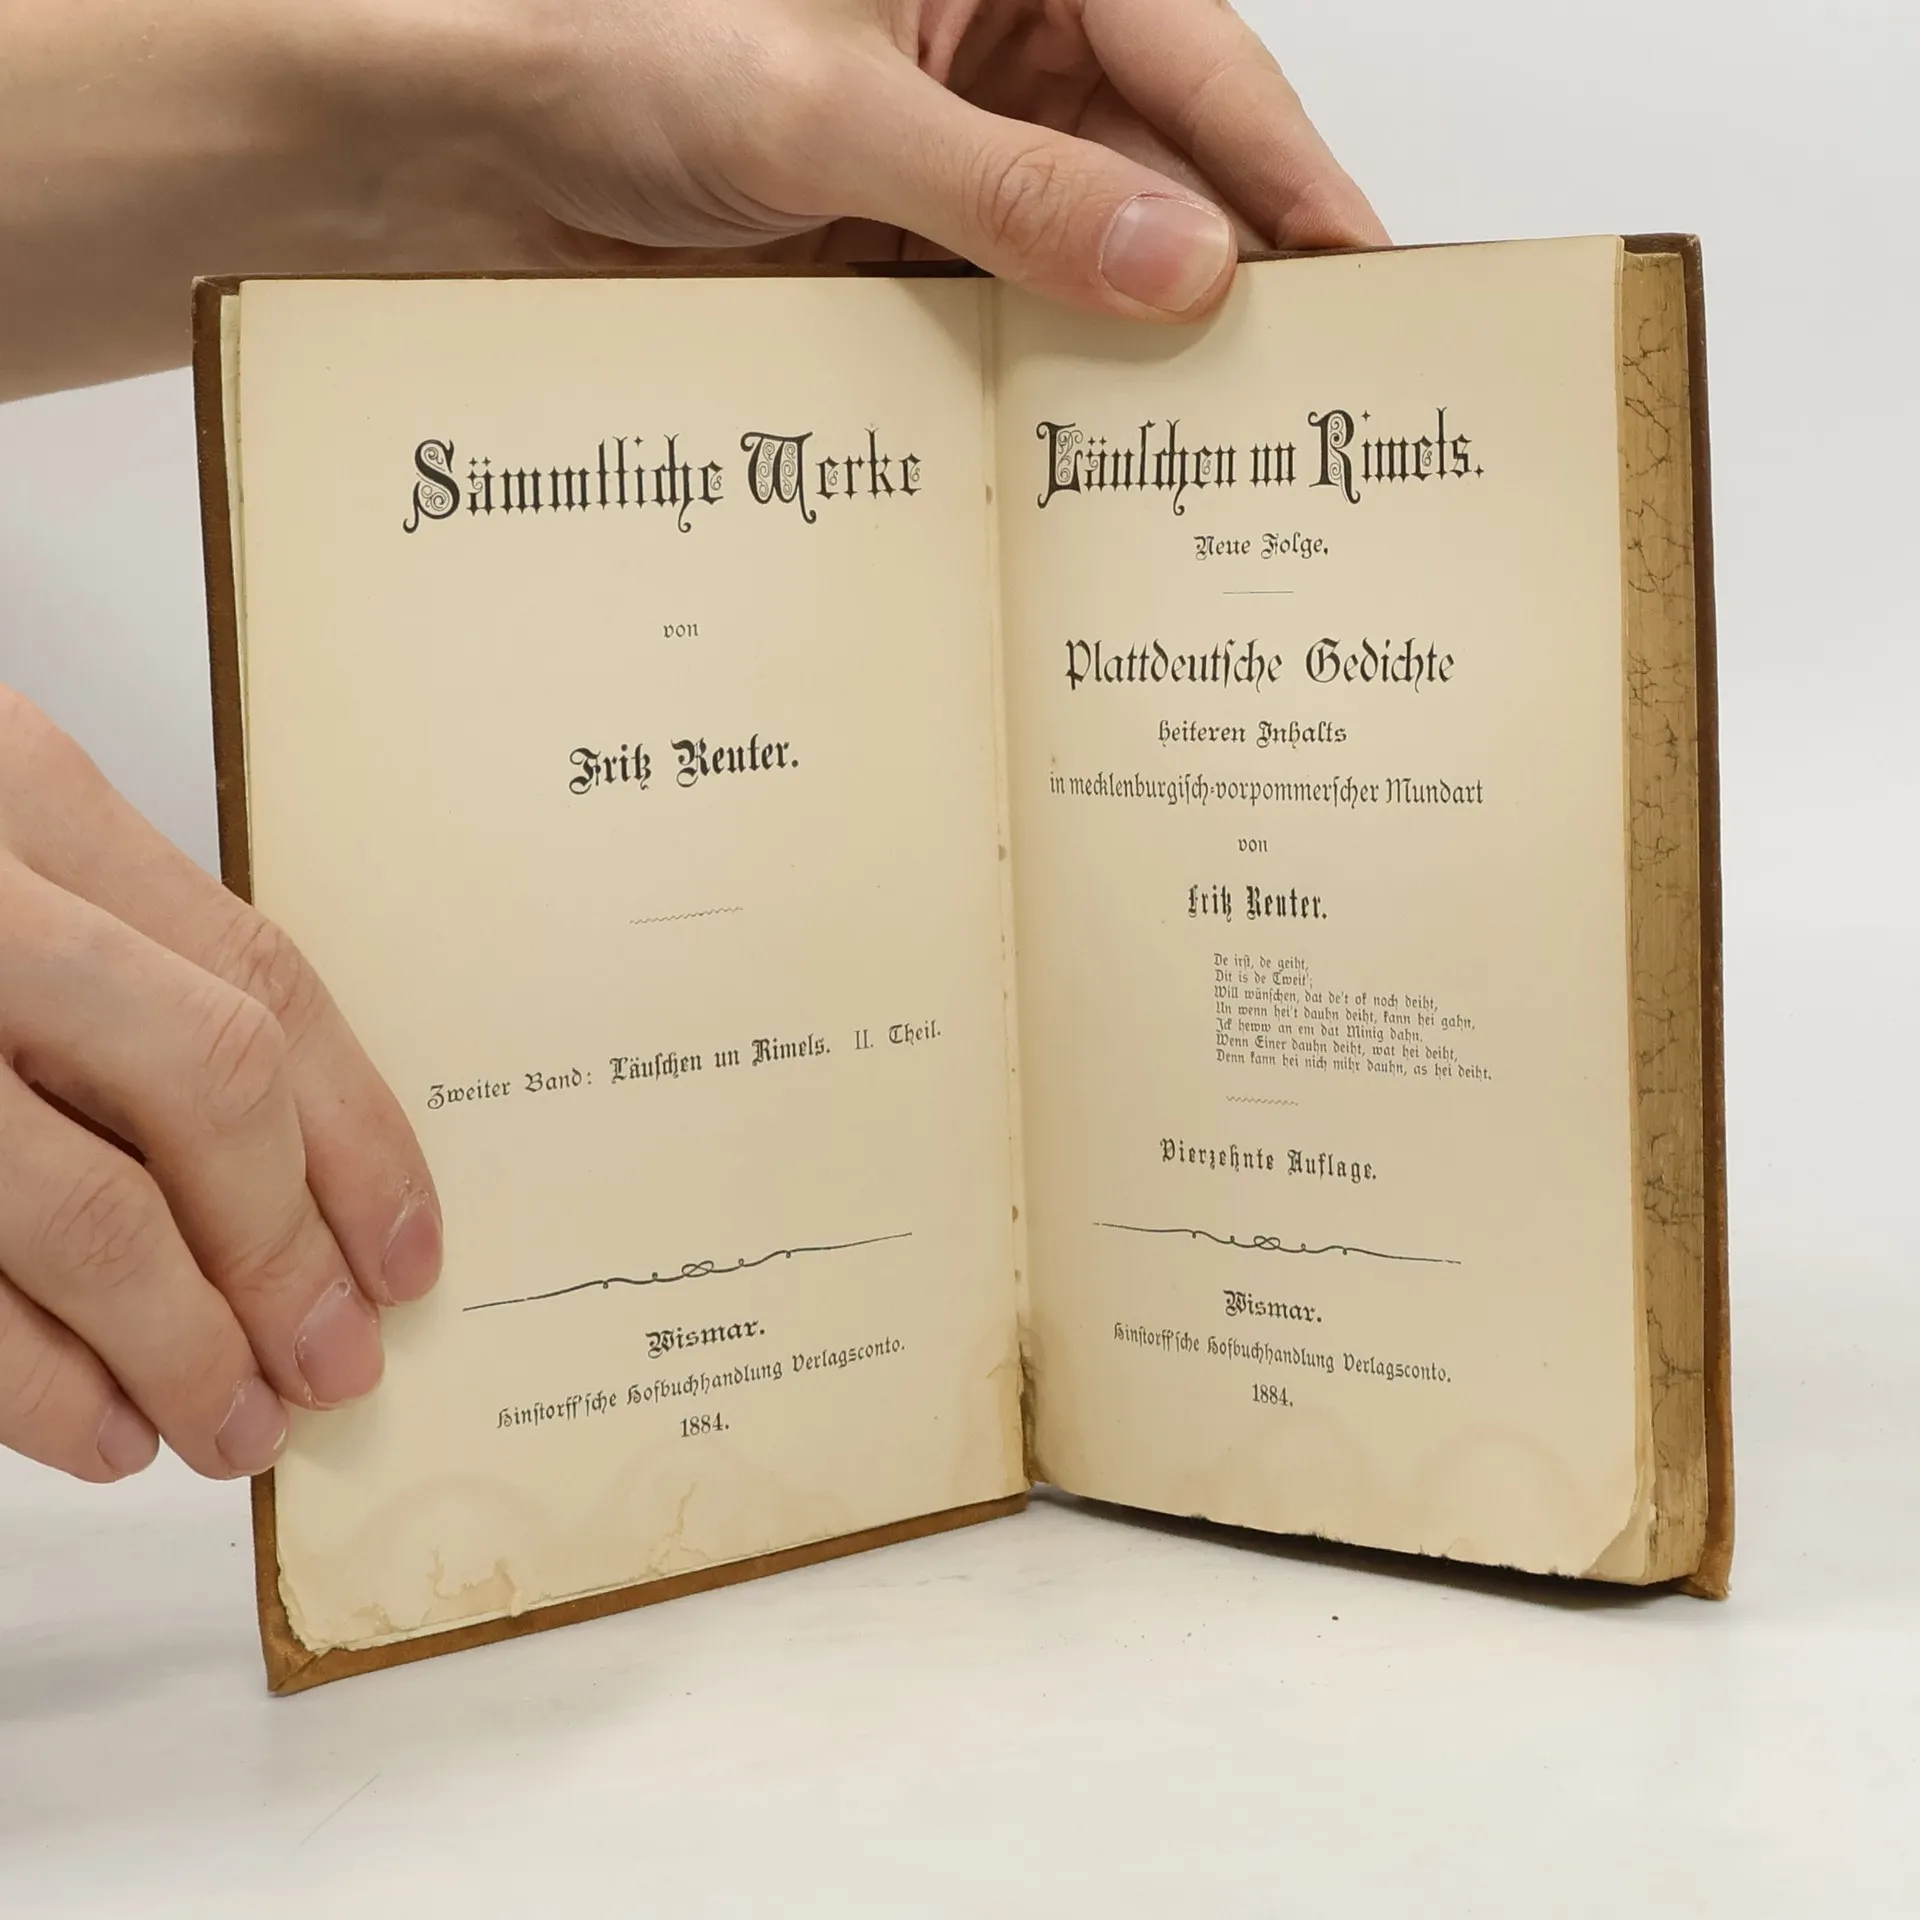 Sämmtliche Werke
von
Fritz Reuter.
Zweiter Band: Läuschen un Rimels. II. Theil.
Wismar.
Hinstorff'sche Hofbuchhandlung Verlagsconto.
1884.
Läuschen un Rimels.
Neue Folge.
Plattdeutsche Gedichte
heiteren Inhalts
in mecklenburgisch-vorpommerscher Mundart
von
Fritz Reuter.
De irst, de geiht,
Dit is de Tweit';
Will wünschen, dat de't ok noch deiht,
Un wenn hei't dauhn deiht, kann hei gahn,
Ick heww an em dat Minig dahn.
Wenn Einer dauhn deiht, wat hei deiht,
Denn kann hei nich mihr dauhn, as hei deiht.
Vierzehnte Auflage.
Wismar.
Hinstorff'sche Hofbuchhandlung Verlagsconto.
1884.